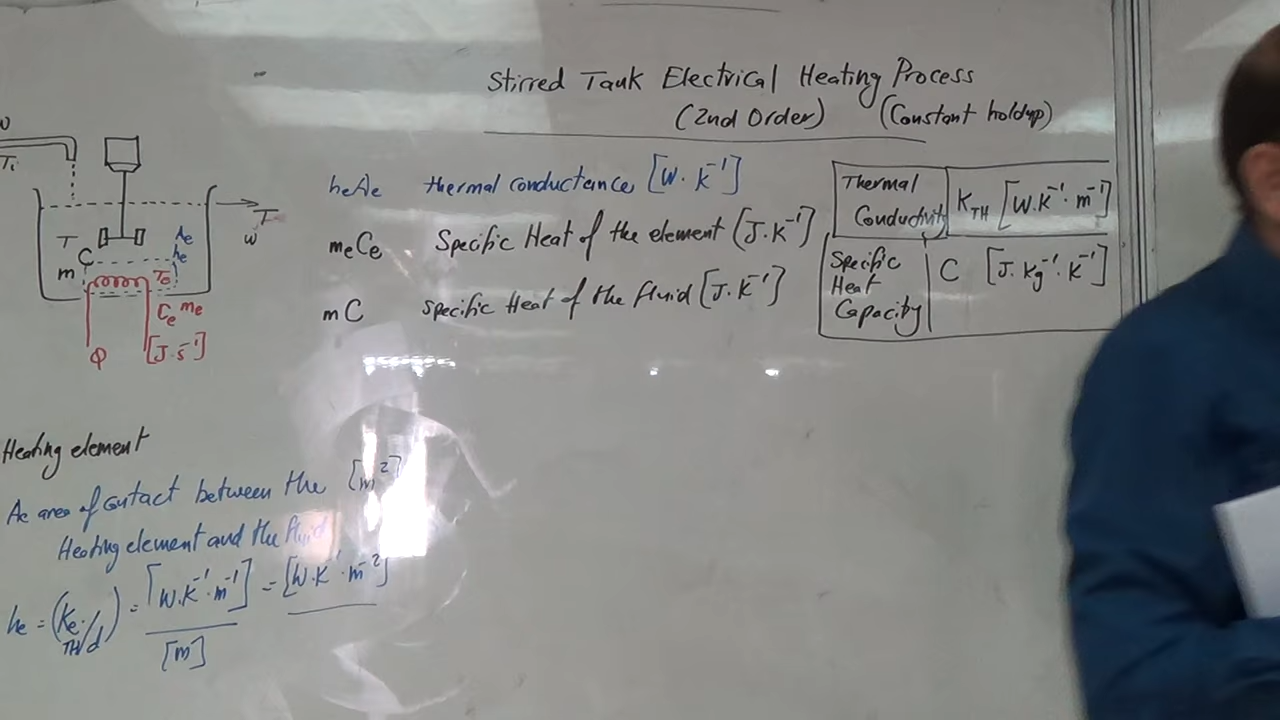 Stirred Tank Electrical Heating Process
(2nd Order) (Constant holdup)
heAe thermal conductance [W. K⁻¹]
meCe Specific Heat of the element [J.K⁻¹]
mC Specific Heat of the fluid [J.K⁻¹]
Thermal Conductivity K_TH [W.K⁻¹.m⁻¹]
Specific Heat Capacity C [J. Kg⁻¹. K⁻¹]
Ti
T
w
T
C
m
Ae
he
Te
Ce me
Φ [J.s⁻¹]
Heating element
Ae area of contact between the [m²]
Heating element and the fluid
he = (Ke TH/d) = [W.K⁻¹.m⁻¹] / [m] = [W.K⁻¹.m⁻²]